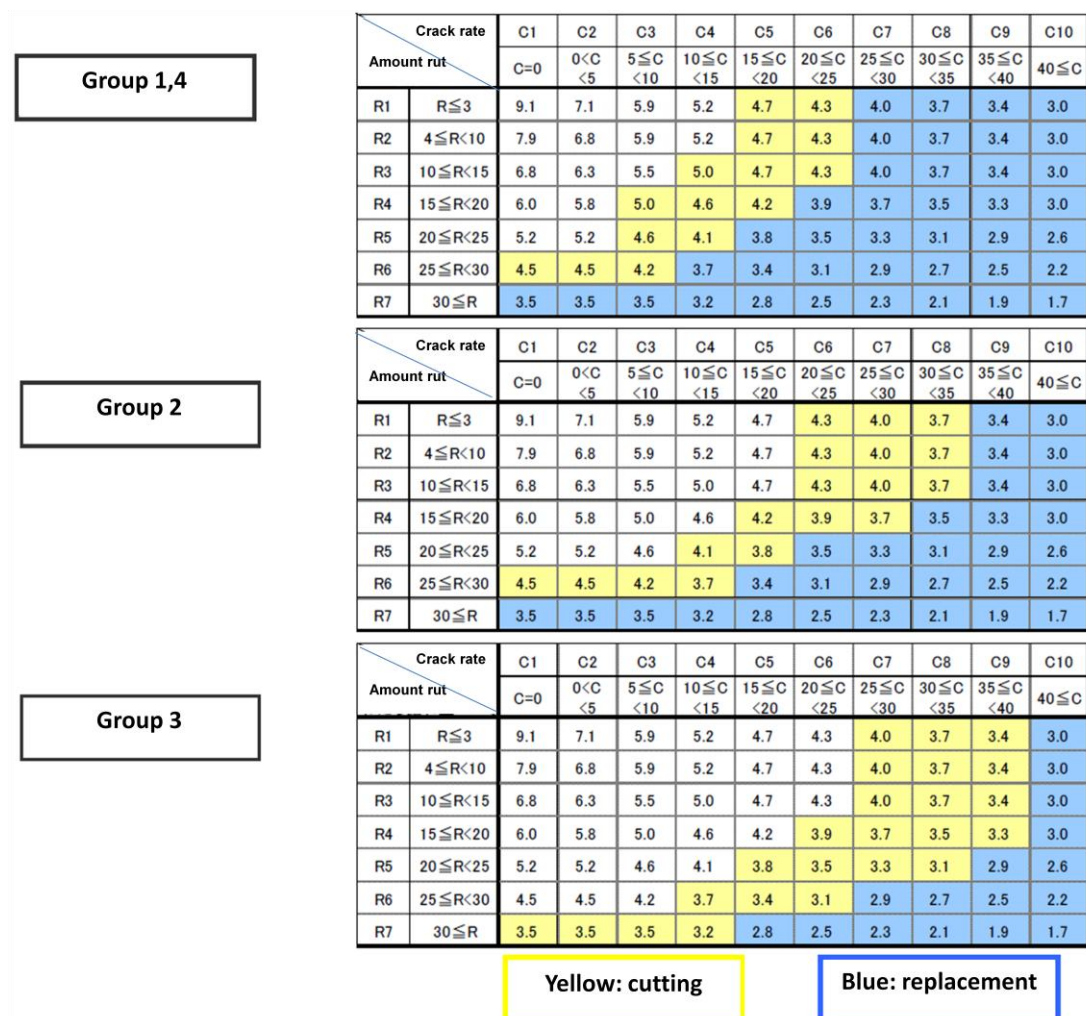 Group 1,4
Crack rate C1 C2 C3 C4 C5 C6 C7 C8 C9 C10
Amount rut C=0 0<C<5 5≦C<10 10≦C<15 15≦C<20 20≦C<25 25≦C<30 30≦C<35 35≦C<40 40≦C
R1 R≦3 9.1 7.1 5.9 5.2 4.7 4.3 4.0 3.7 3.4 3.0
R2 4≦R<10 7.9 6.8 5.9 5.2 4.7 4.3 4.0 3.7 3.4 3.0
R3 10≦R<15 6.8 6.3 5.5 5.0 4.7 4.3 4.0 3.7 3.4 3.0
R4 15≦R<20 6.0 5.8 5.0 4.6 4.2 3.9 3.7 3.5 3.3 3.0
R5 20≦R<25 5.2 5.2 4.6 4.1 3.8 3.5 3.3 3.1 2.9 2.6
R6 25≦R<30 4.5 4.5 4.2 3.7 3.4 3.1 2.9 2.7 2.5 2.2
R7 30≦R 3.5 3.5 3.5 3.2 2.8 2.5 2.3 2.1 1.9 1.7
Group 2
Crack rate C1 C2 C3 C4 C5 C6 C7 C8 C9 C10
Amount rut C=0 0<C<5 5≦C<10 10≦C<15 15≦C<20 20≦C<25 25≦C<30 30≦C<35 35≦C<40 40≦C
R1 R≦3 9.1 7.1 5.9 5.2 4.7 4.3 4.0 3.7 3.4 3.0
R2 4≦R<10 7.9 6.8 5.9 5.2 4.7 4.3 4.0 3.7 3.4 3.0
R3 10≦R<15 6.8 6.3 5.5 5.0 4.7 4.3 4.0 3.7 3.4 3.0
R4 15≦R<20 6.0 5.8 5.0 4.6 4.2 3.9 3.7 3.5 3.3 3.0
R5 20≦R<25 5.2 5.2 4.6 4.1 3.8 3.5 3.3 3.1 2.9 2.6
R6 25≦R<30 4.5 4.5 4.2 3.7 3.4 3.1 2.9 2.7 2.5 2.2
R7 30≦R 3.5 3.5 3.5 3.2 2.8 2.5 2.3 2.1 1.9 1.7
Group 3
Crack rate C1 C2 C3 C4 C5 C6 C7 C8 C9 C10
Amount rut C=0 0<C<5 5≦C<10 10≦C<15 15≦C<20 20≦C<25 25≦C<30 30≦C<35 35≦C<40 40≦C
R1 R≦3 9.1 7.1 5.9 5.2 4.7 4.3 4.0 3.7 3.4 3.0
R2 4≦R<10 7.9 6.8 5.9 5.2 4.7 4.3 4.0 3.7 3.4 3.0
R3 10≦R<15 6.8 6.3 5.5 5.0 4.7 4.3 4.0 3.7 3.4 3.0
R4 15≦R<20 6.0 5.8 5.0 4.6 4.2 3.9 3.7 3.5 3.3 3.0
R5 20≦R<25 5.2 5.2 4.6 4.1 3.8 3.5 3.3 3.1 2.9 2.6
R6 25≦R<30 4.5 4.5 4.2 3.7 3.4 3.1 2.9 2.7 2.5 2.2
R7 30≦R 3.5 3.5 3.5 3.2 2.8 2.5 2.3 2.1 1.9 1.7
Yellow: cutting
Blue: replacement